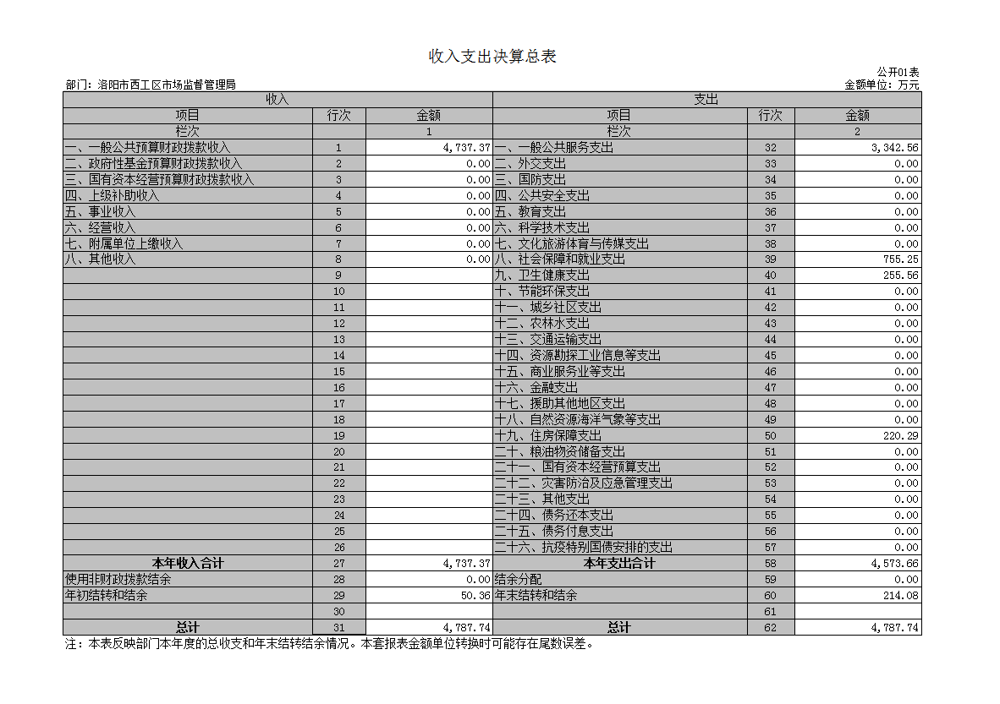 收入支出决算总表
公开01表
部门：洛阳市西工区市场监督管理局 金额单位：万元
收入 支出
项目 行次 金额 项目 行次 金额
栏次 1 栏次 2
一、一般公共预算财政拨款收入 1 4,737.37 一、一般公共服务支出 32 3,342.56
二、政府性基金预算财政拨款收入 2 0.00 二、外交支出 33 0.00
三、国有资本经营预算财政拨款收入 3 0.00 三、国防支出 34 0.00
四、上级补助收入 4 0.00 四、公共安全支出 35 0.00
五、事业收入 5 0.00 五、教育支出 36 0.00
六、经营收入 6 0.00 六、科学技术支出 37 0.00
七、附属单位上缴收入 7 0.00 七、文化旅游体育与传媒支出 38 0.00
八、其他收入 8 0.00 八、社会保障和就业支出 39 755.25
9 九、卫生健康支出 40 255.56
10 十、节能环保支出 41 0.00
11 十一、城乡社区支出 42 0.00
12 十二、农林水支出 43 0.00
13 十三、交通运输支出 44 0.00
14 十四、资源勘探工业信息等支出 45 0.00
15 十五、商业服务业等支出 46 0.00
16 十六、金融支出 47 0.00
17 十七、援助其他地区支出 48 0.00
18 十八、自然资源海洋气象等支出 49 0.00
19 十九、住房保障支出 50 220.29
20 二十、粮油物资储备支出 51 0.00
21 二十一、国有资本经营预算支出 52 0.00
22 二十二、灾害防治及应急管理支出 53 0.00
23 二十三、其他支出 54 0.00
24 二十四、债务还本支出 55 0.00
25 二十五、债务付息支出 56 0.00
26 二十六、抗疫特别国债安排的支出 57 0.00
本年收入合计 27 4,737.37 本年支出合计 58 4,573.66
使用非财政拨款结余 28 0.00 结余分配 59 0.00
年初结转和结余 29 50.36 年末结转和结余 60 214.08
30 61
总计 31 4,787.74 总计 62 4,787.74
注：本表反映部门本年度的总收支和年末结转结余情况。本套报表金额单位转换时可能存在尾数误差。